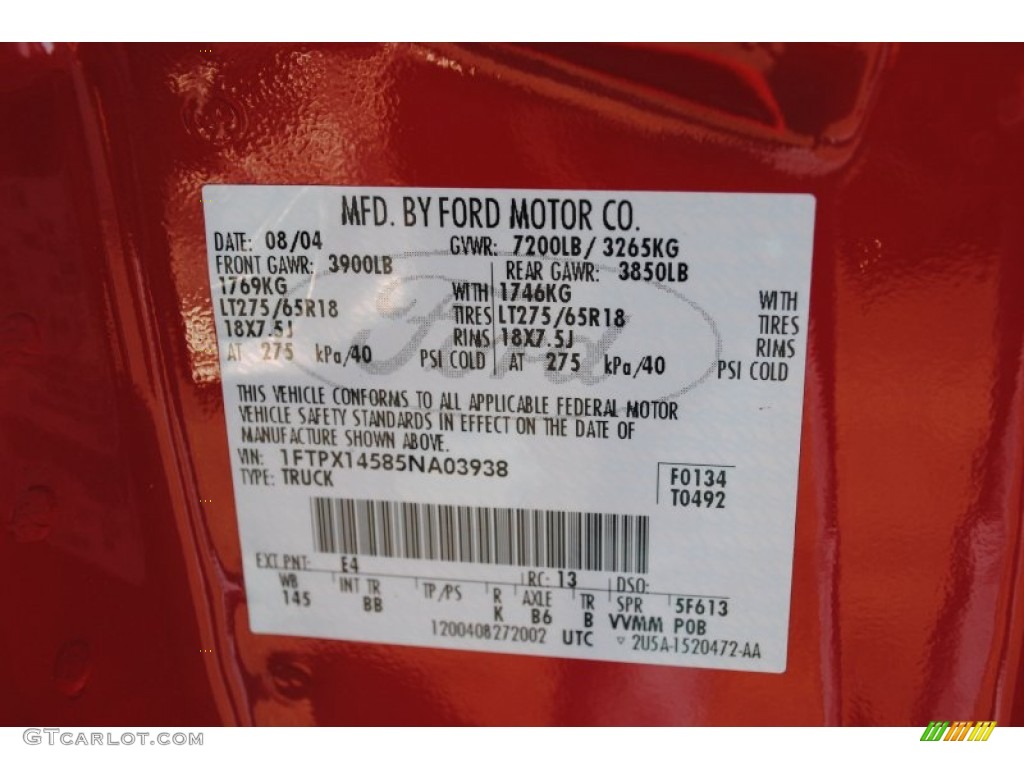 MFD. BY FORD MOTOR CO.
DATE: 08/04 GVWR: 7200LB/ 3265KG
FRONT GAWR: 3900LB REAR GAWR: 3850LB
1769KG WITH 1746KG WITH
LT275/65R18 TIRES LT275/65R18 TIRES
18X7.5J RIMS 18X7.5J RIMS
AT 275 kPa/40 PSI COLD AT 275 kPa/40 PSI COLD
Ford
THIS VEHICLE CONFORMS TO ALL APPLICABLE FEDERAL MOTOR
VEHICLE SAFETY STANDARDS IN EFFECT ON THE DATE OF
MANUFACTURE SHOWN ABOVE.
VIN: 1FTPX14585NA03938 F0134
TYPE: TRUCK T0492
EXT PNT: E4 RC: 13 DSO:
WB INT TR TP/PS R AXLE TR SPR 5F613
145 BB K B6 B VVMM POB
1200408272002 UTC ▽ 2U5A-1520472-AA
GTCARLOT.COM